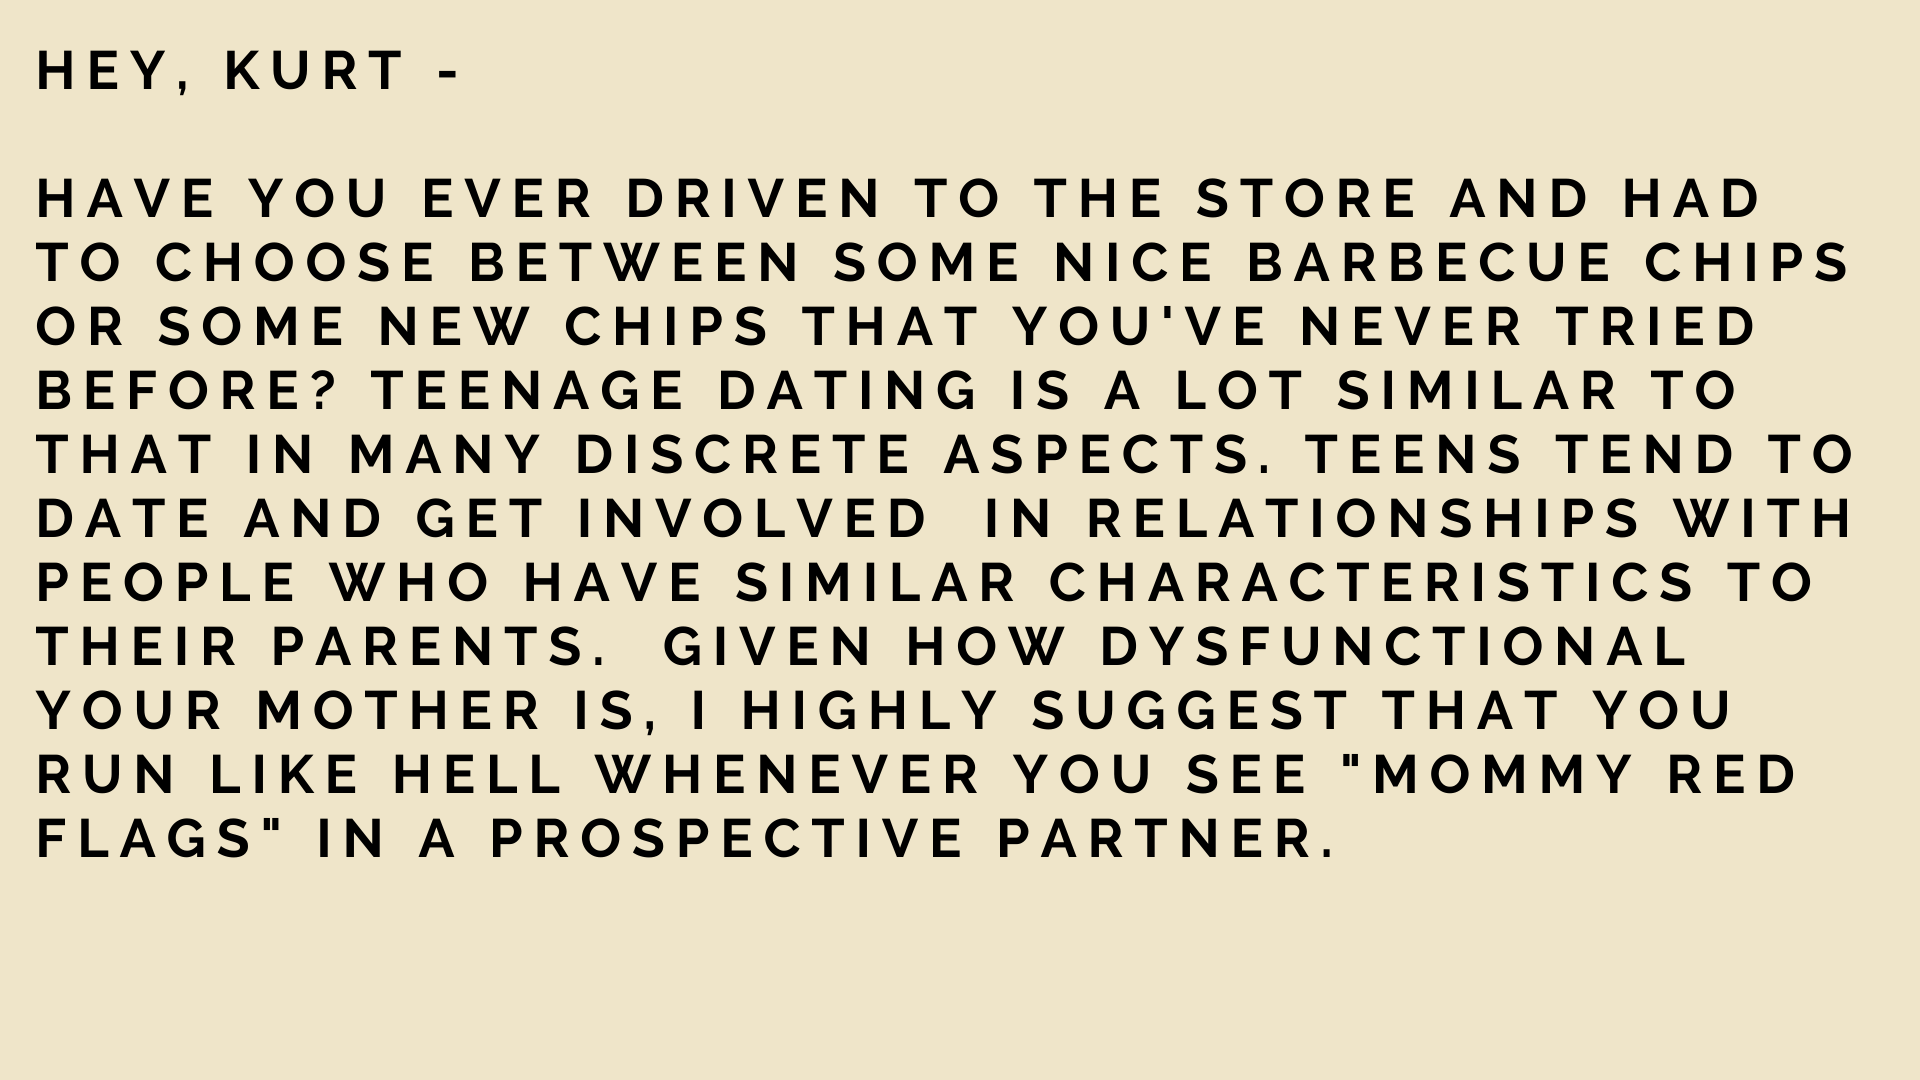 HEY, KURT -
HAVE YOU EVER DRIVEN TO THE STORE AND HAD
TO CHOOSE BETWEEN SOME NICE BARBECUE CHIPS
OR SOME NEW CHIPS THAT YOU'VE NEVER TRIED
BEFORE? TEENAGE DATING IS A LOT SIMILAR TO
THAT IN MANY DISCRETE ASPECTS. TEENS TEND TO
DATE AND GET INVOLVED  IN RELATIONSHIPS WITH
PEOPLE WHO HAVE SIMILAR CHARACTERISTICS TO
THEIR PARENTS.  GIVEN HOW DYSFUNCTIONAL
YOUR MOTHER IS, I HIGHLY SUGGEST THAT YOU
RUN LIKE HELL WHENEVER YOU SEE "MOMMY RED
FLAGS" IN A PROSPECTIVE PARTNER.